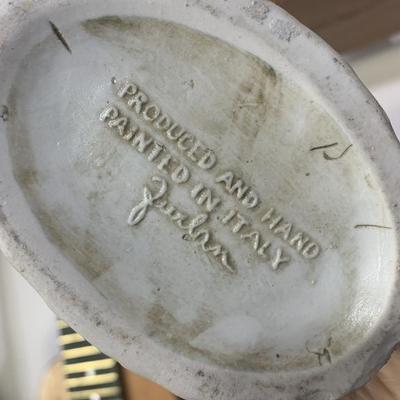 PRODUCED AND HAND
PAINTED IN ITALY